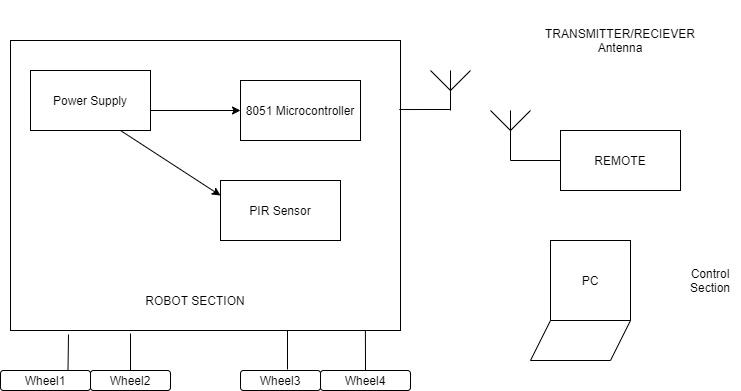 TRANSMITTER/RECIEVER
Antenna
Power Supply
8051 Microcontroller
REMOTE
PIR Sensor
PC
Control
Section
ROBOT SECTION
Wheel1
Wheel2
Wheel3
Wheel4